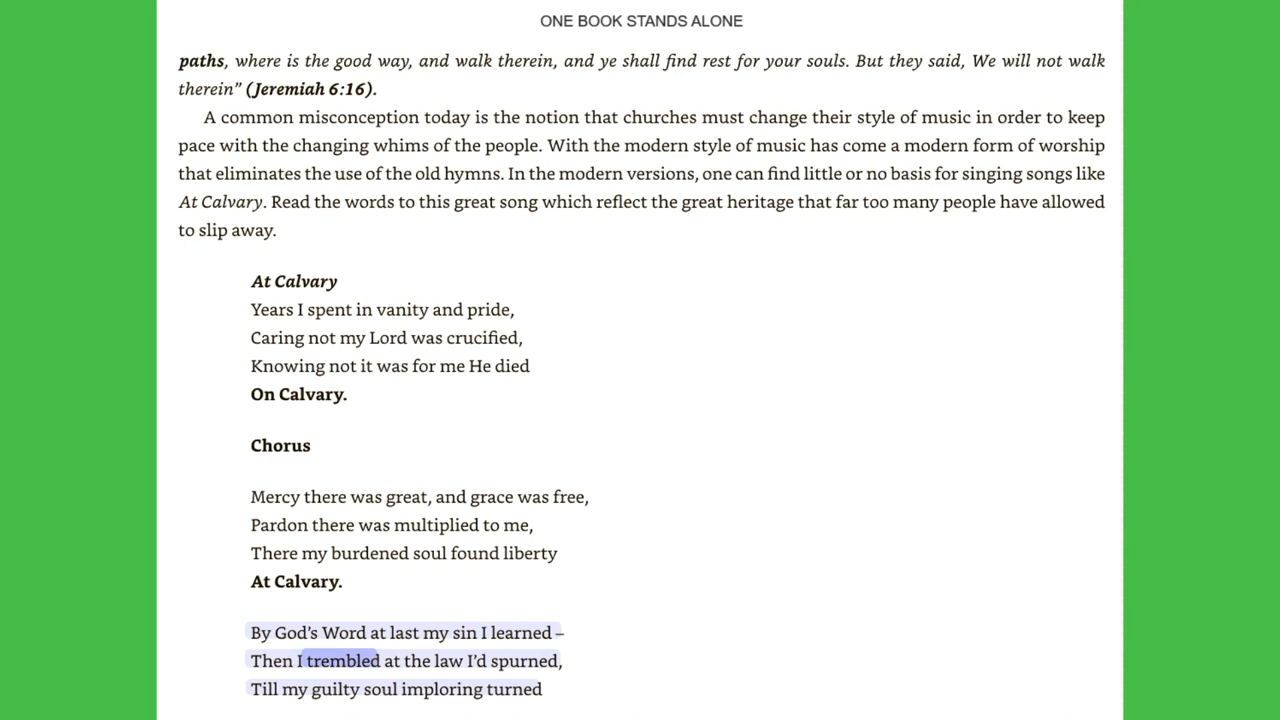 ONE BOOK STANDS ALONE
paths, where is the good way, and walk therein, and ye shall find rest for your souls. But they said, We will not walk
therein” (Jeremiah 6:16).
A common misconception today is the notion that churches must change their style of music in order to keep
pace with the changing whims of the people. With the modern style of music has come a modern form of worship
that eliminates the use of the old hymns. In the modern versions, one can find little or no basis for singing songs like
At Calvary. Read the words to this great song which reflect the great heritage that far too many people have allowed
to slip away.
At Calvary
Years I spent in vanity and pride,
Caring not my Lord was crucified,
Knowing not it was for me He died
On Calvary.
Chorus
Mercy there was great, and grace was free,
Pardon there was multiplied to me,
There my burdened soul found liberty
At Calvary.
By God’s Word at last my sin I learned –
Then I trembled at the law I’d spurned,
Till my guilty soul imploring turned